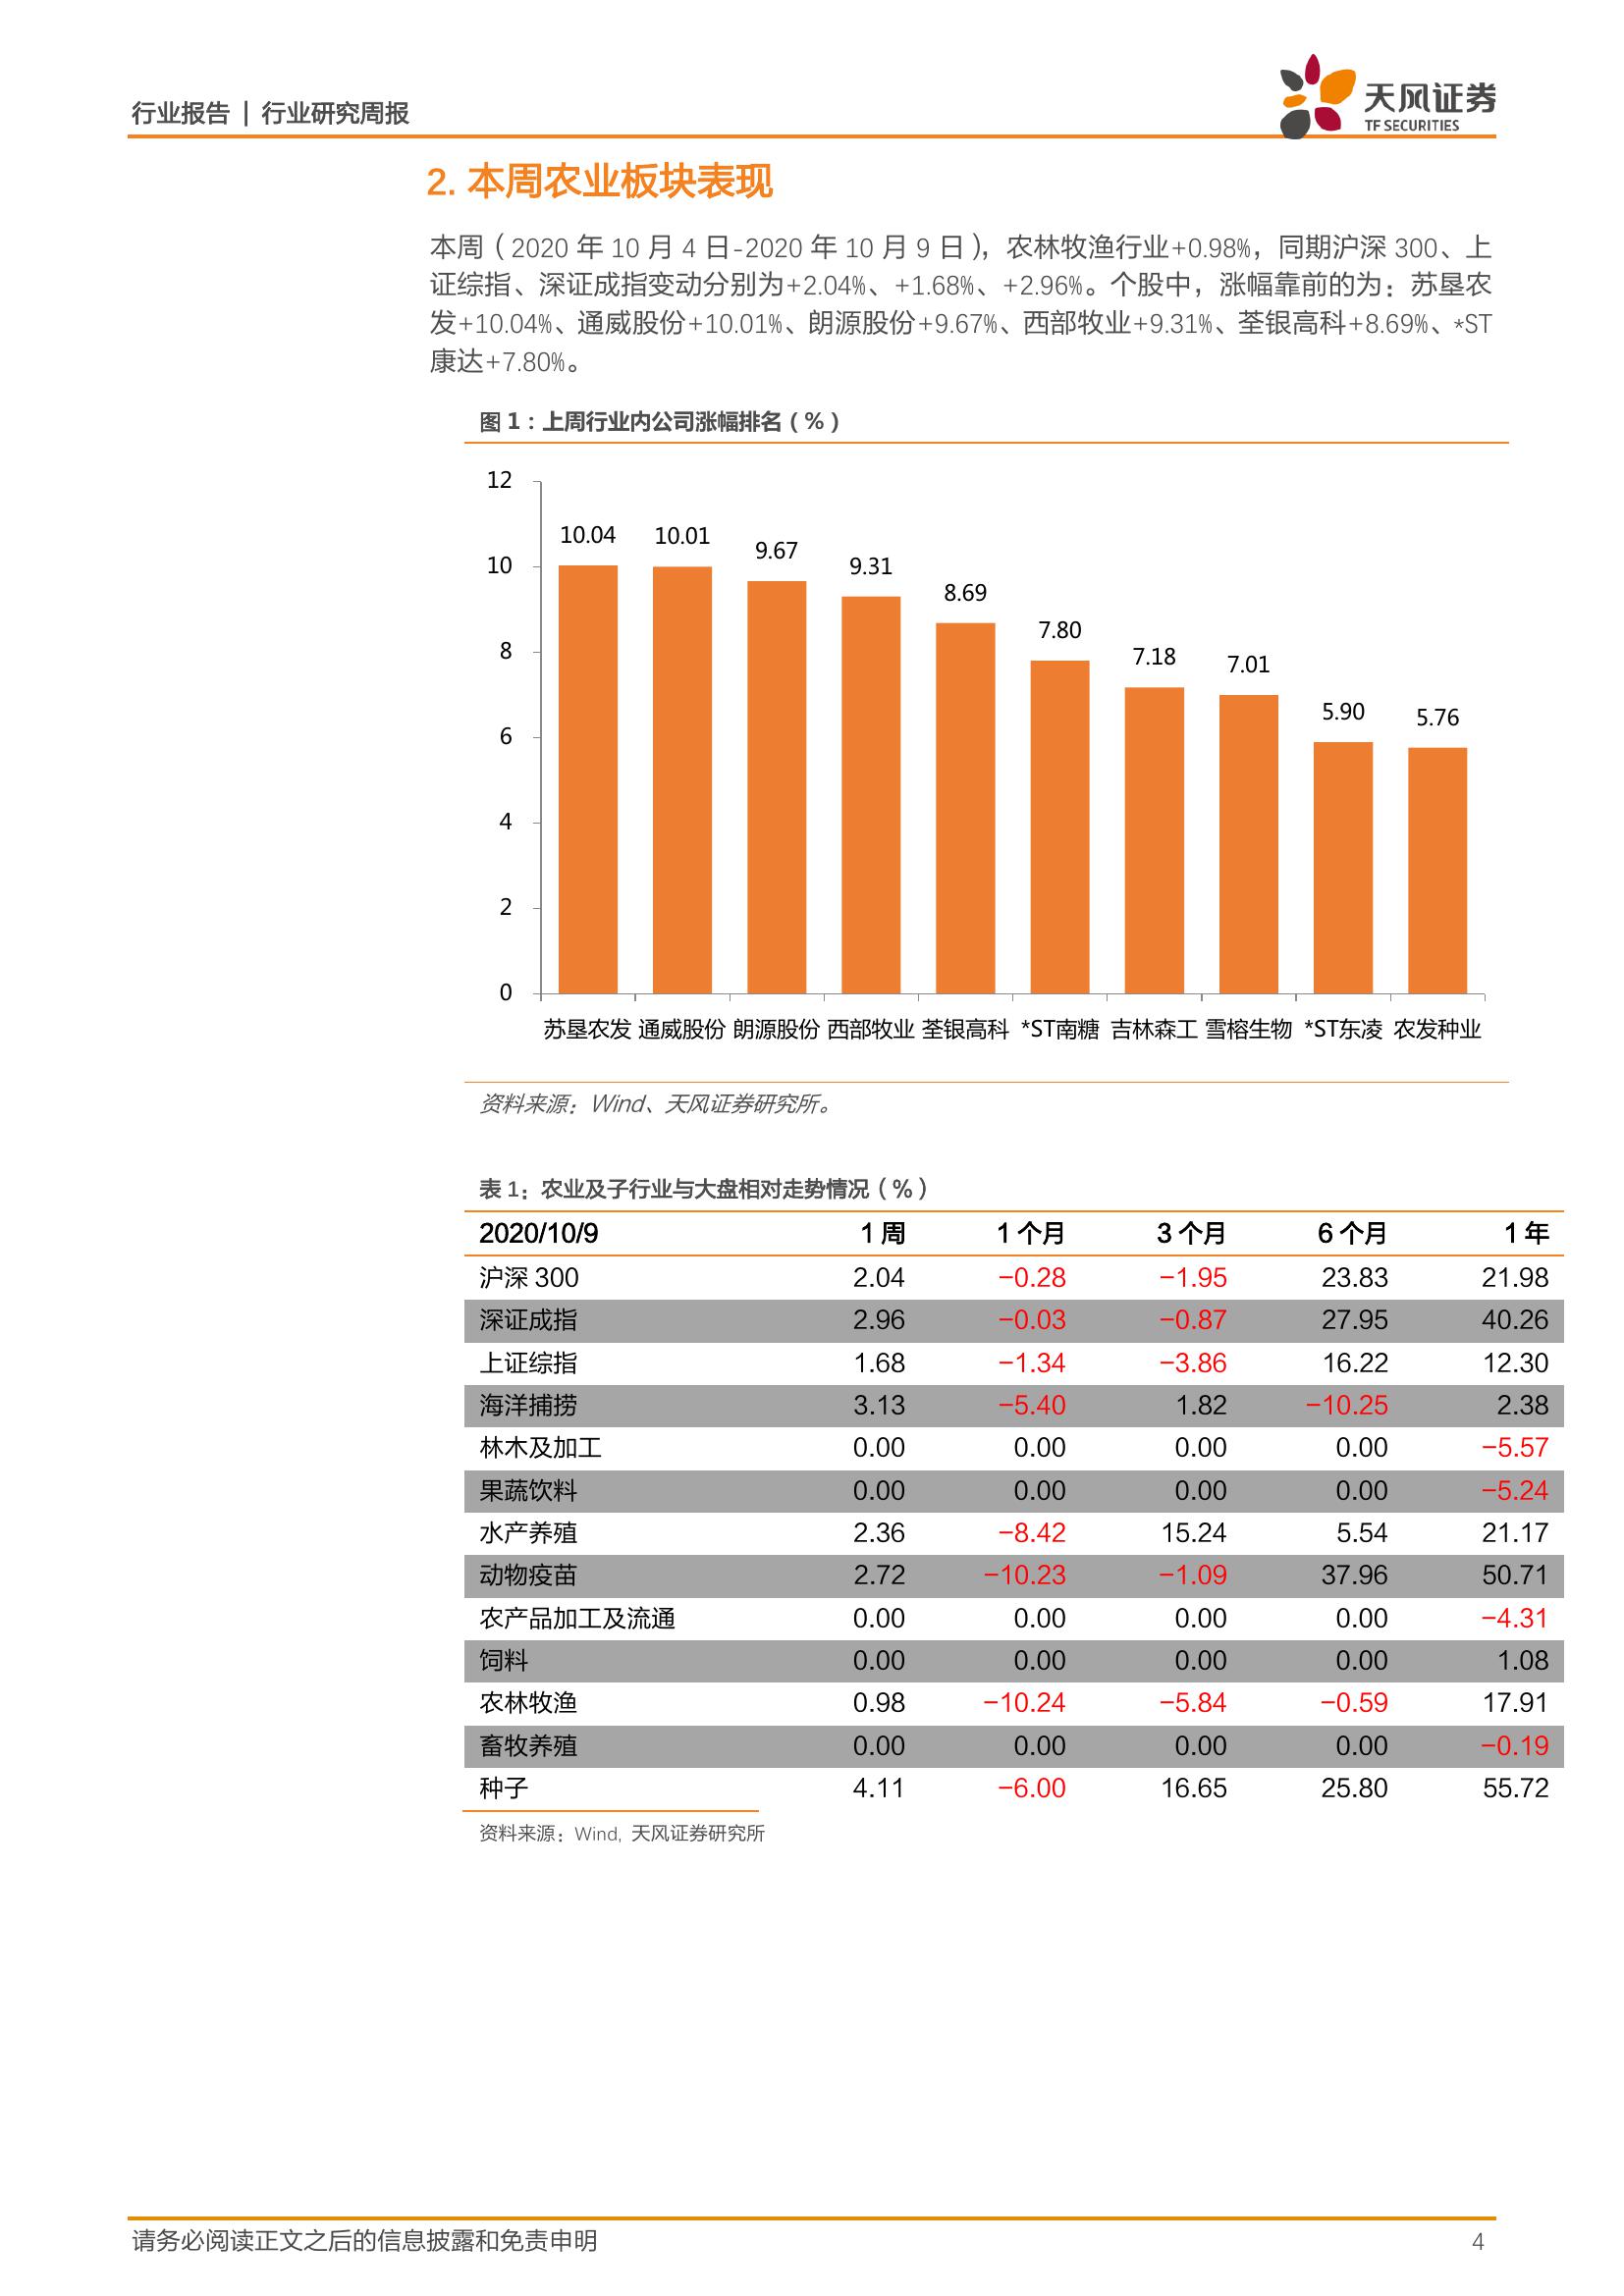 行业报告 | 行业研究周报
天风证券
TF SECURITIES
2. 本周农业板块表现
本周（2020 年 10 月 4 日-2020 年 10 月 9 日），农林牧渔行业+0.98%，同期沪深 300、上
证综指、深证成指变动分别为+2.04%、+1.68%、+2.96%。个股中，涨幅靠前的为：苏垦农
发+10.04%、通威股份+10.01%、朗源股份+9.67%、西部牧业+9.31%、荃银高科+8.69%、*ST
康达+7.80%。
图 1：上周行业内公司涨幅排名（%）
12
10
8
6
4
2
0
10.04 10.01 9.67 9.31 8.69 7.80 7.18 7.01 5.90 5.76
苏垦农发 通威股份 朗源股份 西部牧业 荃银高科 *ST南糖 吉林森工 雪榕生物 *ST东凌 农发种业
资料来源：Wind、天风证券研究所。
表 1：农业及子行业与大盘相对走势情况（%）
2020/10/9 1 周 1 个月 3 个月 6 个月 1 年
沪深 300 2.04 −0.28 −1.95 23.83 21.98
深证成指 2.96 −0.03 −0.87 27.95 40.26
上证综指 1.68 −1.34 −3.86 16.22 12.30
海洋捕捞 3.13 −5.40 1.82 −10.25 2.38
林木及加工 0.00 0.00 0.00 0.00 −5.57
果蔬饮料 0.00 0.00 0.00 0.00 −5.24
水产养殖 2.36 −8.42 15.24 5.54 21.17
动物疫苗 2.72 −10.23 −1.09 37.96 50.71
农产品加工及流通 0.00 0.00 0.00 0.00 −4.31
饲料 0.00 0.00 0.00 0.00 1.08
农林牧渔 0.98 −10.24 −5.84 −0.59 17.91
畜牧养殖 0.00 0.00 0.00 0.00 −0.19
种子 4.11 −6.00 16.65 25.80 55.72
资料来源：Wind, 天风证券研究所
请务必阅读正文之后的信息披露和免责申明 4